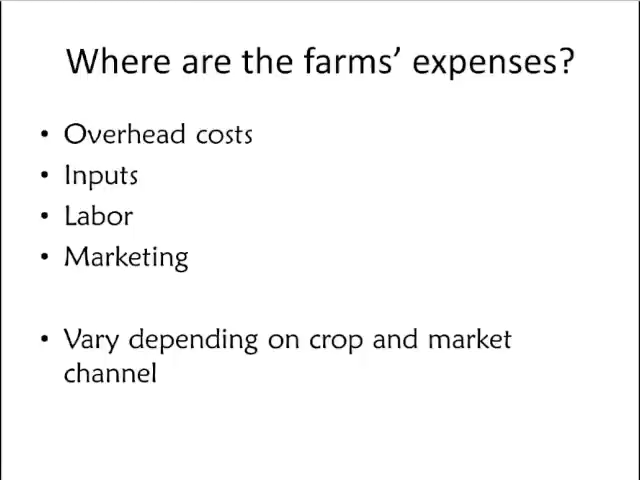 Where are the farms’ expenses?
• Overhead costs
• Inputs
• Labor
• Marketing
• Vary depending on crop and market
channel